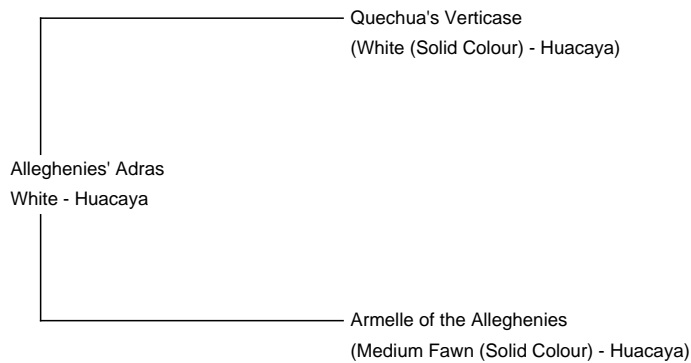 Quechua's Verticase
(White (Solid Colour) - Huacaya)
Alleghenies' Adras
White - Huacaya
Armelle of the Alleghenies
(Medium Fawn (Solid Colour) - Huacaya)